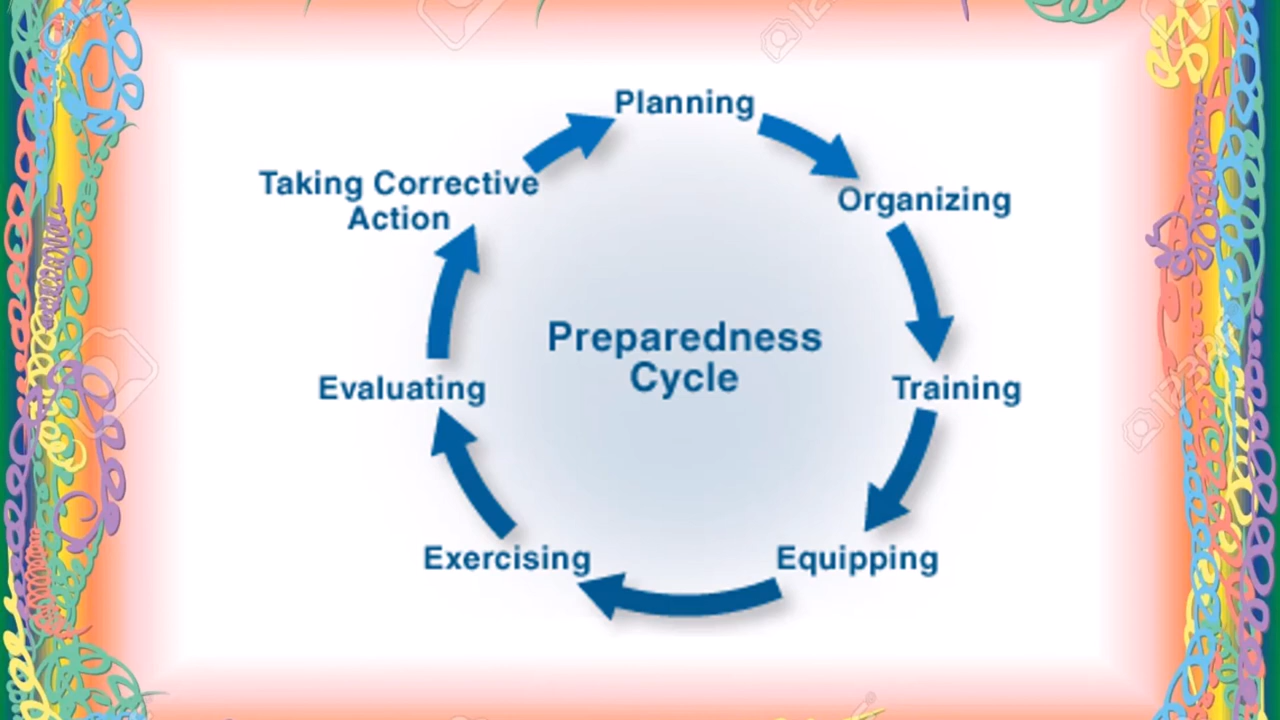 Planning
Taking Corrective
Action
Organizing
Preparedness
Cycle
Evaluating
Training
Exercising
Equipping